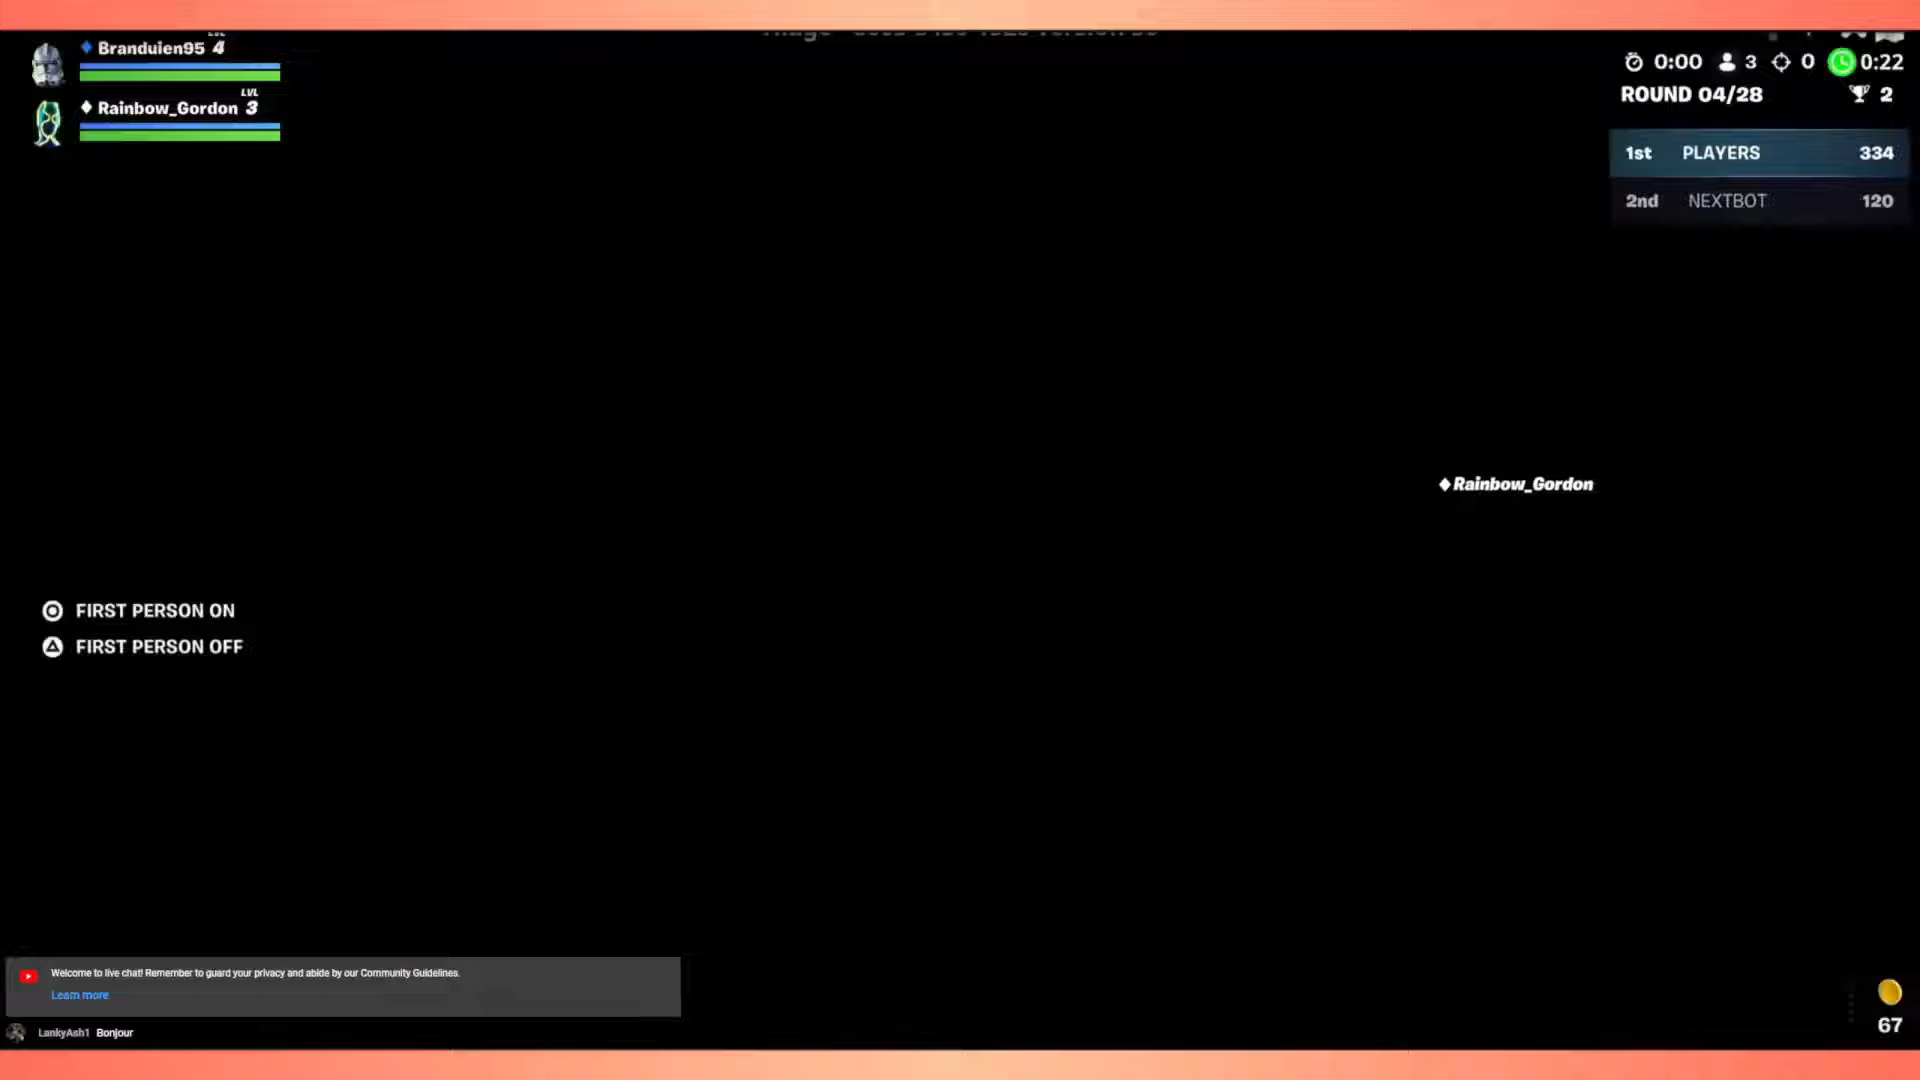 Branduien95 4
LVL
Rainbow_Gordon 3
0:00 3 0 0:22
ROUND 04/28 2
1st PLAYERS 334
2nd NEXTBOT 120
Rainbow_Gordon
FIRST PERSON ON
FIRST PERSON OFF
Welcome to live chat! Remember to guard your privacy and abide by our Community Guidelines.
Learn more
LankyAsh1 Bonjour
67